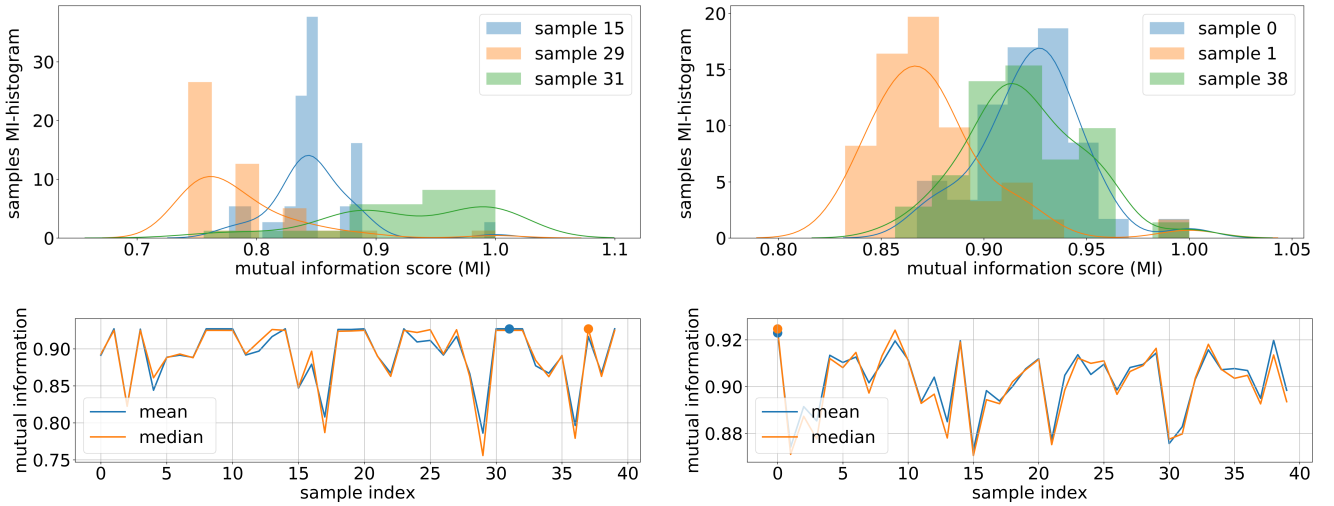 samples MI-histogram
30
20
10
0
0.7 0.8 0.9 1.0 1.1
mutual information score (MI)
sample 15
sample 29
sample 31
samples MI-histogram
20
15
10
5
0
0.80 0.85 0.90 0.95 1.00 1.05
mutual information score (MI)
sample 0
sample 1
sample 38
mutual information
0.90
0.85
0.80
0.75
0 5 10 15 20 25 30 35 40
sample index
mean
median
mutual information
0.92
0.90
0.88
0 5 10 15 20 25 30 35 40
sample index
mean
median